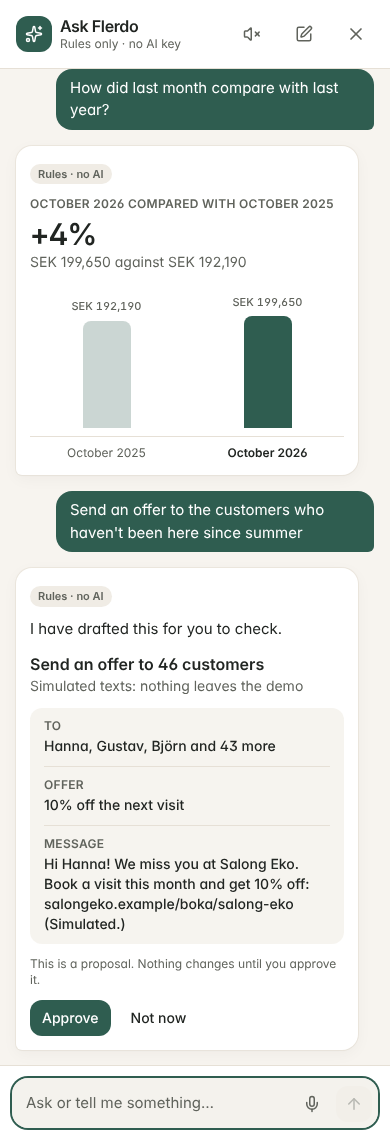 Ask Flerdo
Rules only · no AI key
How did last month compare with last
year?
Rules · no AI
OCTOBER 2026 COMPARED WITH OCTOBER 2025
+4%
SEK 199,650 against SEK 192,190
SEK 192,190
SEK 199,650
October 2025
October 2026
Send an offer to the customers who
haven't been here since summer
Rules · no AI
I have drafted this for you to check.
Send an offer to 46 customers
Simulated texts: nothing leaves the demo
TO
Hanna, Gustav, Björn and 43 more
OFFER
10% off the next visit
MESSAGE
Hi Hanna! We miss you at Salong Eko.
Book a visit this month and get 10% off:
salongeko.example/boka/salong-eko
(Simulated.)
This is a proposal. Nothing changes until you approve
it.
Approve
Not now
Ask or tell me something...